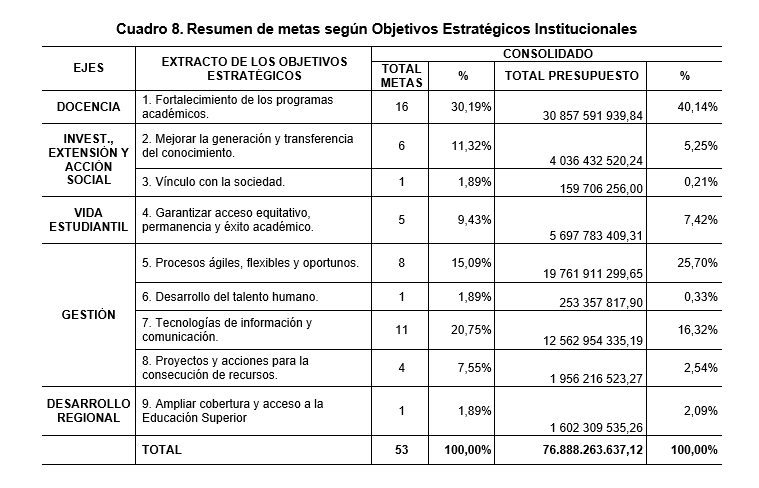 Cuadro 8. Resumen de metas según Objetivos Estratégicos Institucionales
EJES
EXTRACTO DE LOS OBJETIVOS
ESTRATÉGICOS
CONSOLIDADO
TOTAL
METAS
%
TOTAL PRESUPUESTO
%
DOCENCIA
1. Fortalecimiento de los programas
académicos.
16
30,19%
30 857 591 939,84
40,14%
INVEST.,
EXTENSIÓN Y
ACCIÓN
SOCIAL
2. Mejorar la generación y transferencia
del conocimiento.
6
11,32%
4 036 432 520,24
5,25%
3. Vínculo con la sociedad.
1
1,89%
159 706 256,00
0,21%
VIDA
ESTUDIANTIL
4. Garantizar acceso equitativo,
permanencia y éxito académico.
5
9,43%
5 697 783 409,31
7,42%
GESTIÓN
5. Procesos ágiles, flexibles y oportunos.
8
15,09%
19 761 911 299,65
25,70%
6. Desarrollo del talento humano.
1
1,89%
253 357 817,90
0,33%
7. Tecnologías de información y
comunicación.
11
20,75%
12 562 954 335,19
16,32%
8. Proyectos y acciones para la
consecución de recursos.
4
7,55%
1 956 216 523,27
2,54%
DESARROLLO
REGIONAL
9. Ampliar cobertura y acceso a la
Educación Superior
1
1,89%
1 602 309 535,26
2,09%
TOTAL
53
100,00%
76.888.263.637,12
100,00%